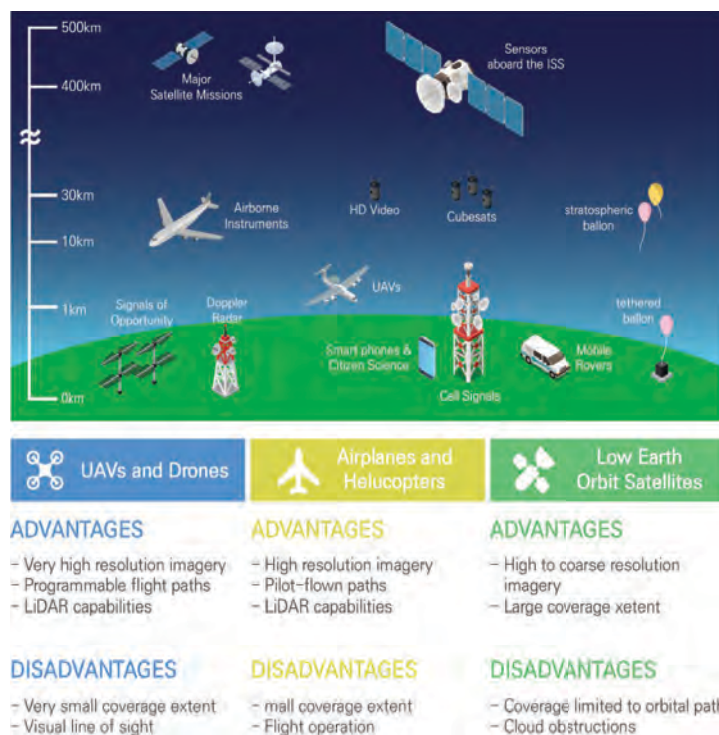 500km
400km
30km
10km
1km
0km
Major
Satellite Missions
Sensors
aboard the ISS
Airborne
Instruments
HD Video
Cubesats
stratospheric
ballon
UAVs
Signals of
Opportunity
Doppler
Radar
tethered
ballon
Smart phones &
Citizen Science
Cell Signals
Mobile
Rovers
UAVs and Drones
Airplanes and
Helucopters
Low Earth
Orbit Satellites
ADVANTAGES
– Very high resolution imagery
– Programmable flight paths
– LiDAR capabilities
ADVANTAGES
– High resolution imagery
– Pilot-flown paths
– LiDAR capabilities
ADVANTAGES
– High to coarse resolution
imagery
– Large coverage xetent
DISADVANTAGES
– Very small coverage extent
– Visual line of sight
DISADVANTAGES
– mall coverage extent
– Flight operation
DISADVANTAGES
– Coverage limited to orbital path
– Cloud obstructions